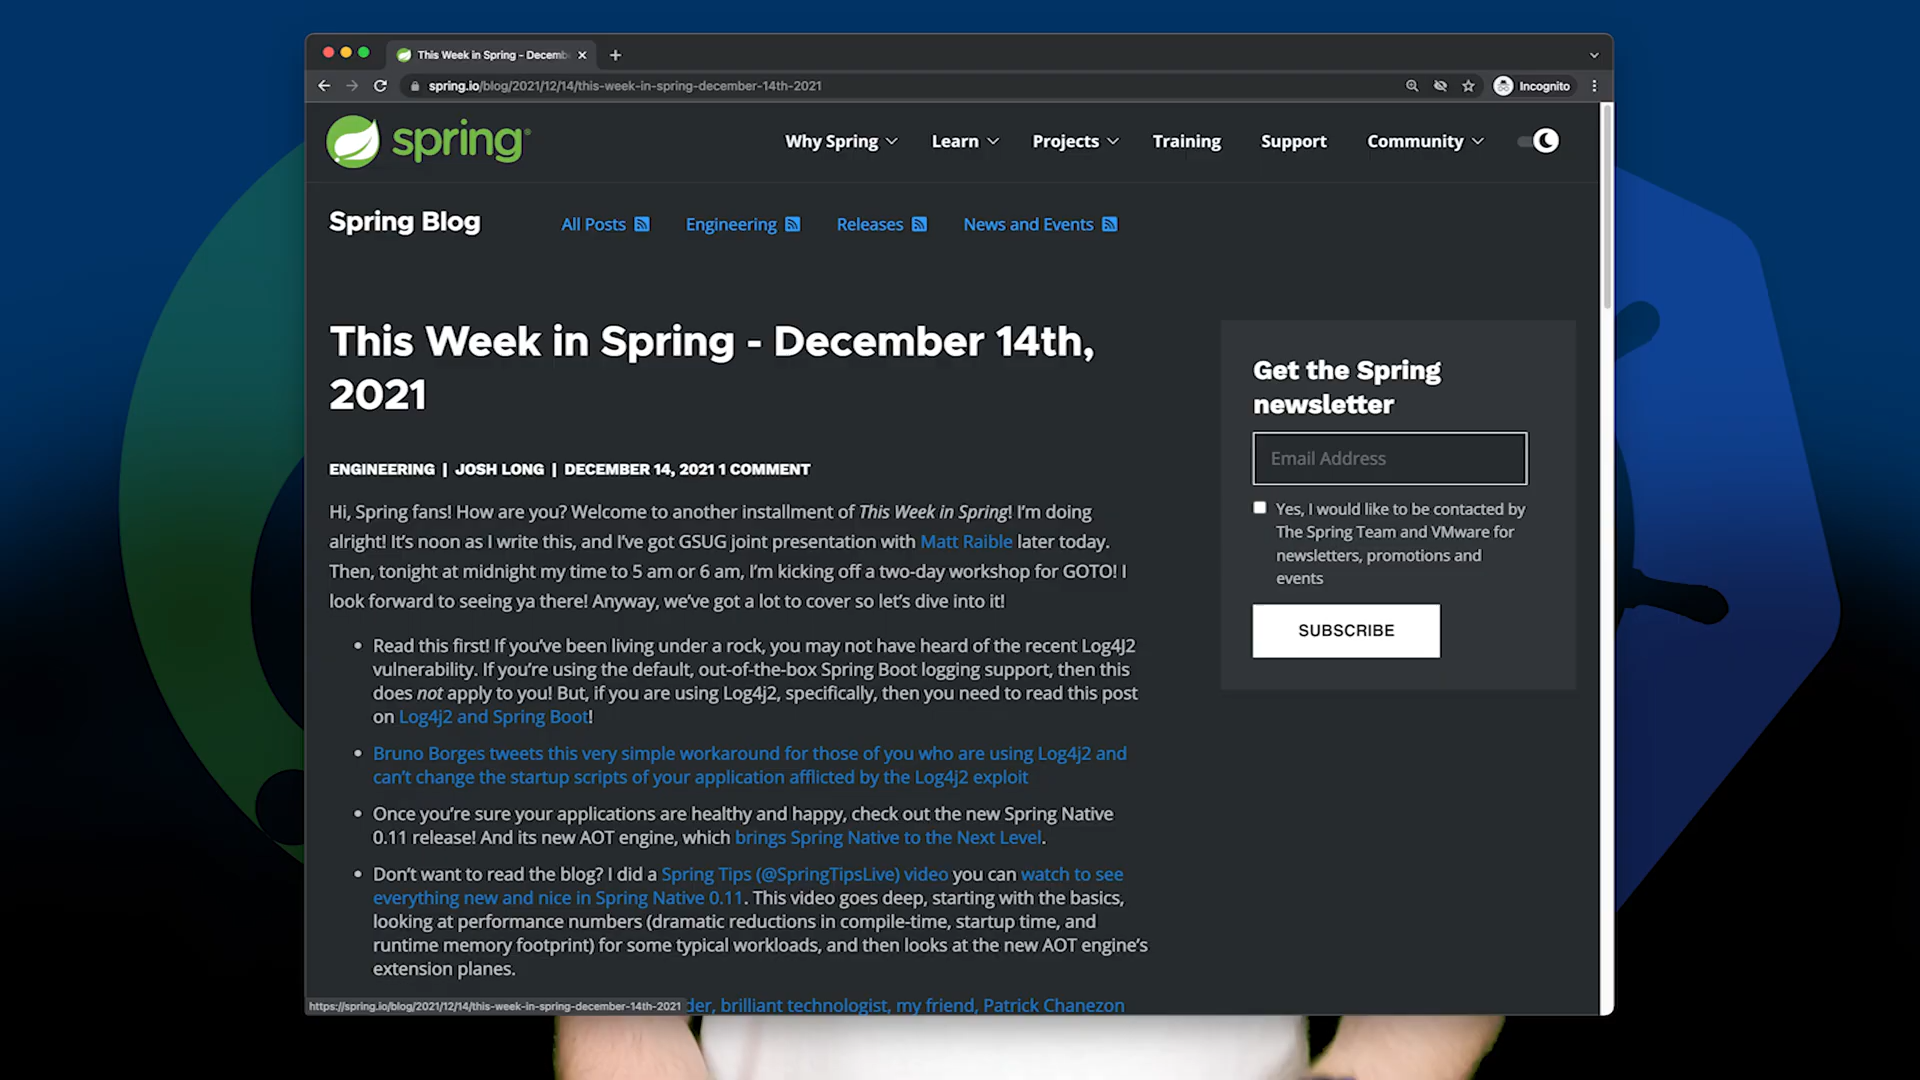 This Week in Spring - Decemb
spring.io/blog/2021/12/14/this-week-in-spring-december-14th-2021
Incognito
spring
Why Spring
Learn
Projects
Training
Support
Community
Spring Blog
All Posts
Engineering
Releases
News and Events
This Week in Spring - December 14th,
2021
ENGINEERING | JOSH LONG | DECEMBER 14, 2021 1 COMMENT
Hi, Spring fans! How are you? Welcome to another installment of This Week in Spring! I'm doing
alright! It's noon as I write this, and I've got GSUG joint presentation with Matt Raible later today.
Then, tonight at midnight my time to 5 am or 6 am, I'm kicking off a two-day workshop for GOTO! I
look forward to seeing ya there! Anyway, we've got a lot to cover so let's dive into it!
• Read this first! If you've been living under a rock, you may not have heard of the recent Log4J2
vulnerability. If you're using the default, out-of-the-box Spring Boot logging support, then this
does not apply to you! But, if you are using Log4j2, specifically, then you need to read this post
on Log4j2 and Spring Boot!
• Bruno Borges tweets this very simple workaround for those of you who are using Log4j2 and
can't change the startup scripts of your application afflicted by the Log4j2 exploit
• Once you're sure your applications are healthy and happy, check out the new Spring Native
0.11 release! And its new AOT engine, which brings Spring Native to the Next Level.
• Don't want to read the blog? I did a Spring Tips (@SpringTipsLive) video you can watch to see
everything new and nice in Spring Native 0.11. This video goes deep, starting with the basics,
looking at performance numbers (dramatic reductions in compile-time, startup time, and
runtime memory footprint) for some typical workloads, and then looks at the new AOT engine's
extension planes.
der, brilliant technologist, my friend, Patrick Chanezon
https://spring.io/blog/2021/12/14/this-week-in-spring-december-14th-2021
Get the Spring
newsletter
Email Address
Yes, I would like to be contacted by
The Spring Team and VMware for
newsletters, promotions and
events
SUBSCRIBE